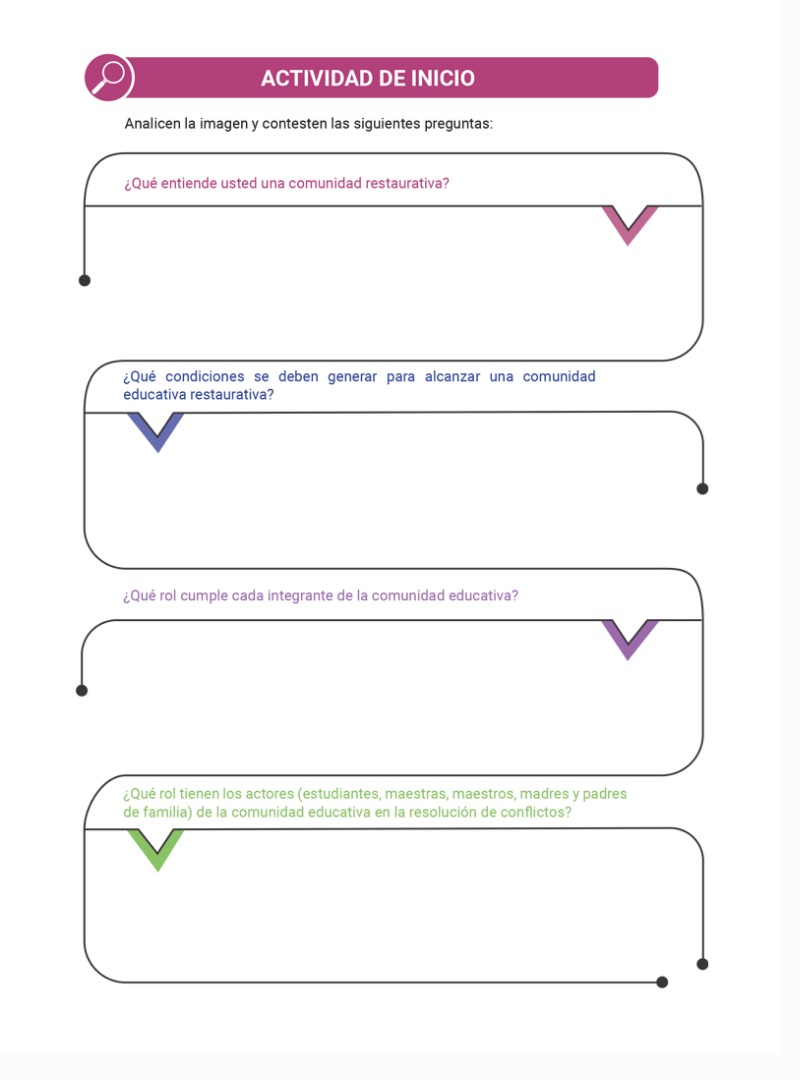 ACTIVIDAD DE INICIO
Analicen la imagen y contesten las siguientes preguntas:
¿Qué entiende usted una comunidad restaurativa?
¿Qué condiciones se deben generar para alcanzar una comunidad
educativa restaurativa?
¿Qué rol cumple cada integrante de la comunidad educativa?
¿Qué rol tienen los actores (estudiantes, maestras, maestros, madres y padres
de familia) de la comunidad educativa en la resolución de conflictos?